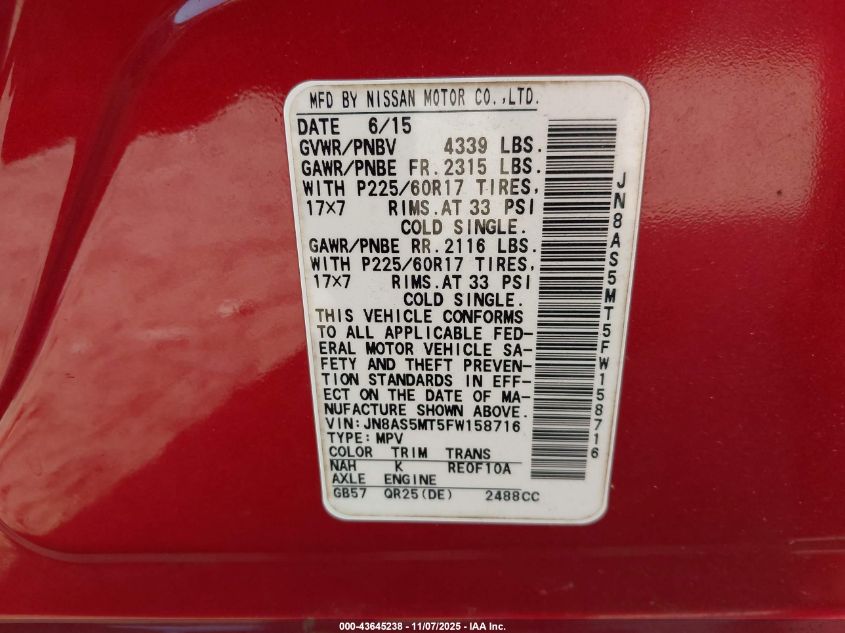 MFD BY NISSAN MOTOR CO.,LTD.
DATE 6/15
GVWR/PNBV 4339 LBS.
GAWR/PNBE FR.2315 LBS.
WITH P225/60R17 TIRES,
17×7 RIMS.AT 33 PSI
COLD SINGLE.
GAWR/PNBE RR.2116 LBS.
WITH P225/60R17 TIRES,
17×7 RIMS.AT 33 PSI
COLD SINGLE.
THIS VEHICLE CONFORMS
TO ALL APPLICABLE FED-
ERAL MOTOR VEHICLE SA-
FETY AND THEFT PREVEN-
TION STANDARDS IN EFF-
ECT ON THE DATE OF MA-
NUFACTURE SHOWN ABOVE.
VIN:JN8AS5MT5FW158716
TYPE:MPV
COLOR TRIM TRANS
NAH K RE0F10A
AXLE ENGINE
GB57 QR25(DE) 2488CC
JN8AS5MT5FW158716
000-43645238 - 11/07/2025 - IAA Inc.